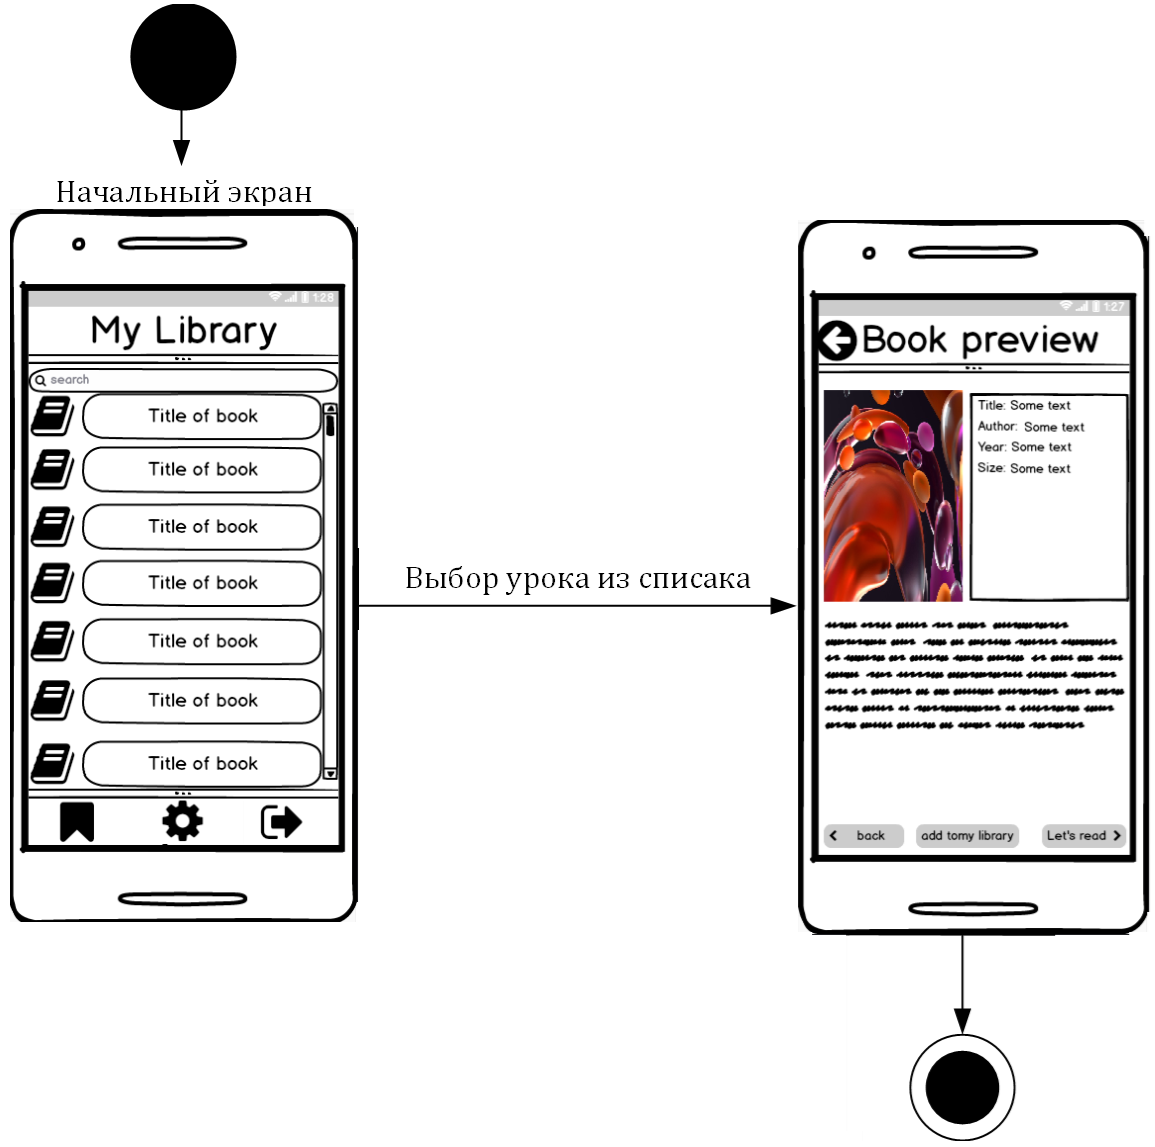 Начальный экран
1:28
My Library
search
Title of book
Title of book
Title of book
Title of book
Title of book
Title of book
Title of book
Выбор урока из списака
1:27
Book preview
Title: Some text
Author: Some text
Year: Some text
Size: Some text
back
add tomy library
Let's read